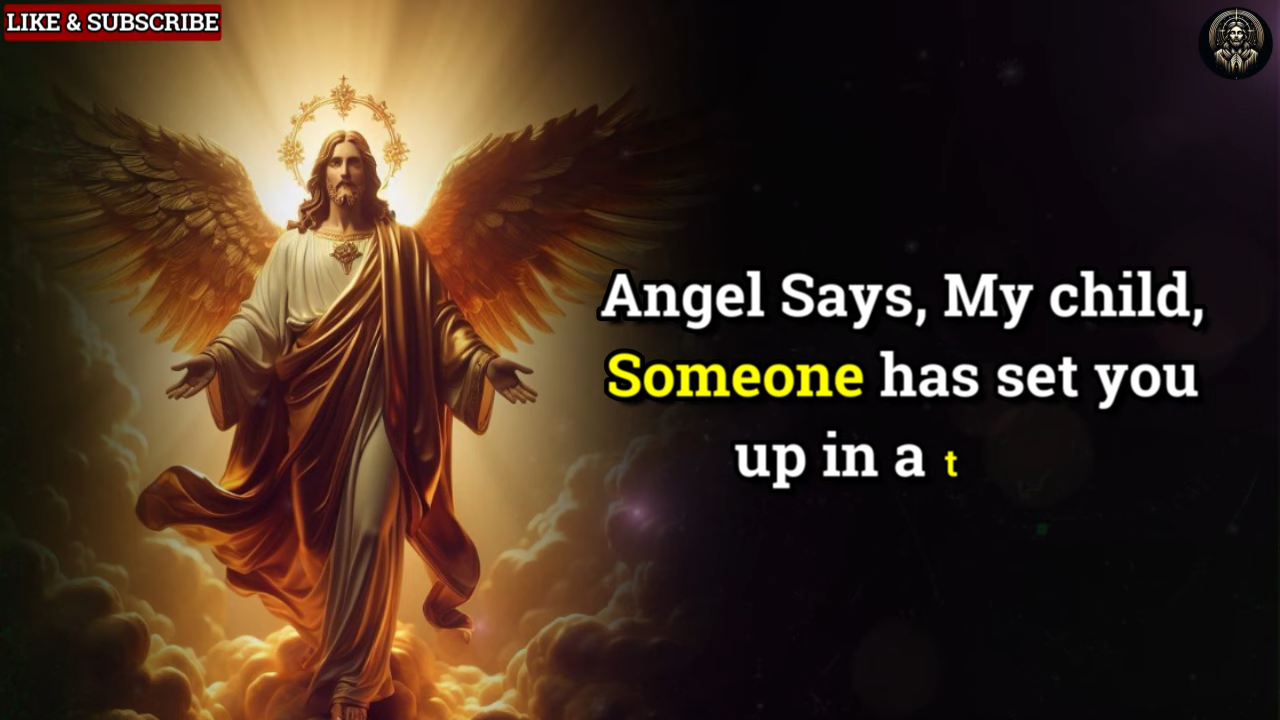 LIKE & SUBSCRIBE
Angel Says, My child,
Someone has set you
up in a t